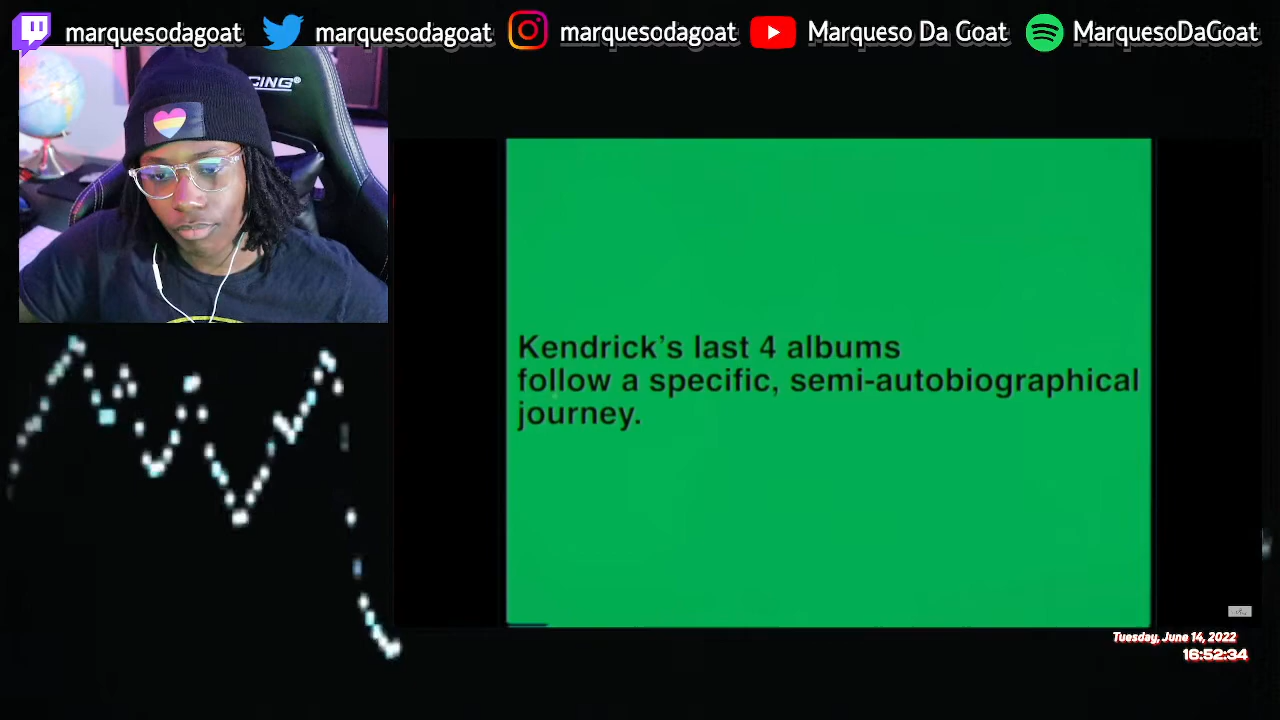 marquesodagoat marquesodagoat marquesodagoat Marqueso Da Goat MarquesoDaGoat
CING®
Kendrick's last 4 albums
follow a specific, semi-autobiographical
journey.
Tuesday, June 14, 2022
16:52:34